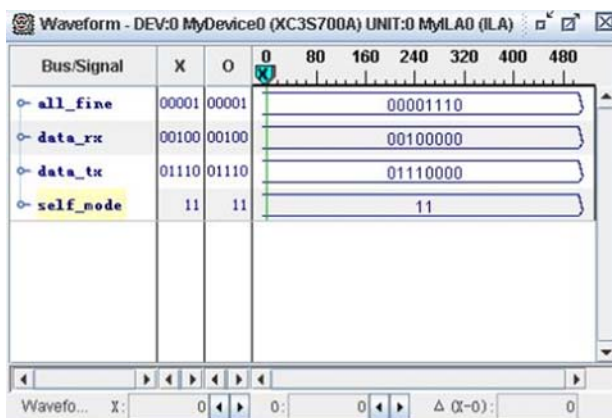 Waveform - DEV:0 MyDevice0 (XC3S700A) UNIT:0 MyILA0 (ILA)
Bus/Signal X O 0 80 160 240 320 400 480
X
all_fine 00001 00001 00001110
data_rx 00100 00100 00100000
data_tx 01110 01110 01110000
self_mode 11 11 11
Wavefo... X: 0 O: 0 Δ (X-O): 0